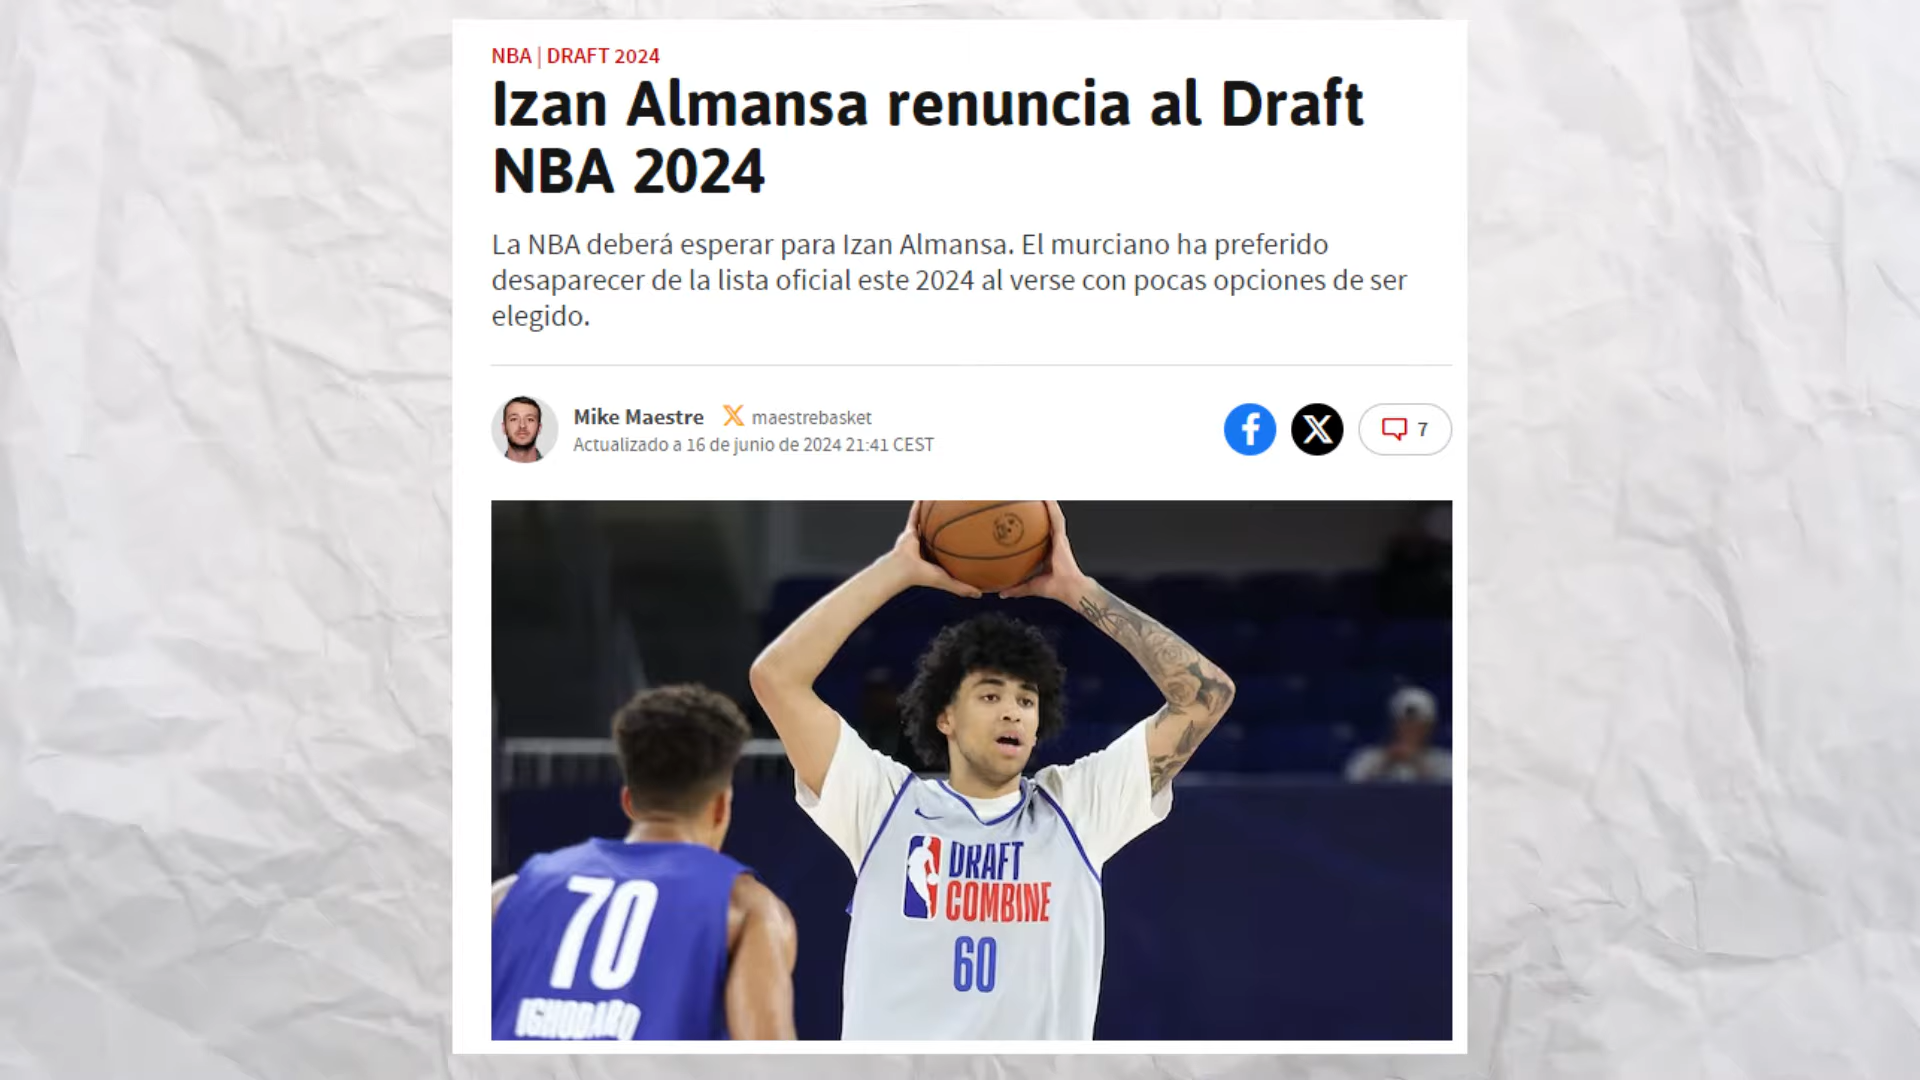 NBA | DRAFT 2024
Izan Almansa renuncia al Draft
NBA 2024
La NBA deberá esperar para Izan Almansa. El murciano ha preferido
desaparecer de la lista oficial este 2024 al verse con pocas opciones de ser
elegido.
Mike Maestre maestrebasket
Actualizado a 16 de junio de 2024 21:41 CEST
7
DRAFT
COMBINE
60
70
IGHODARO